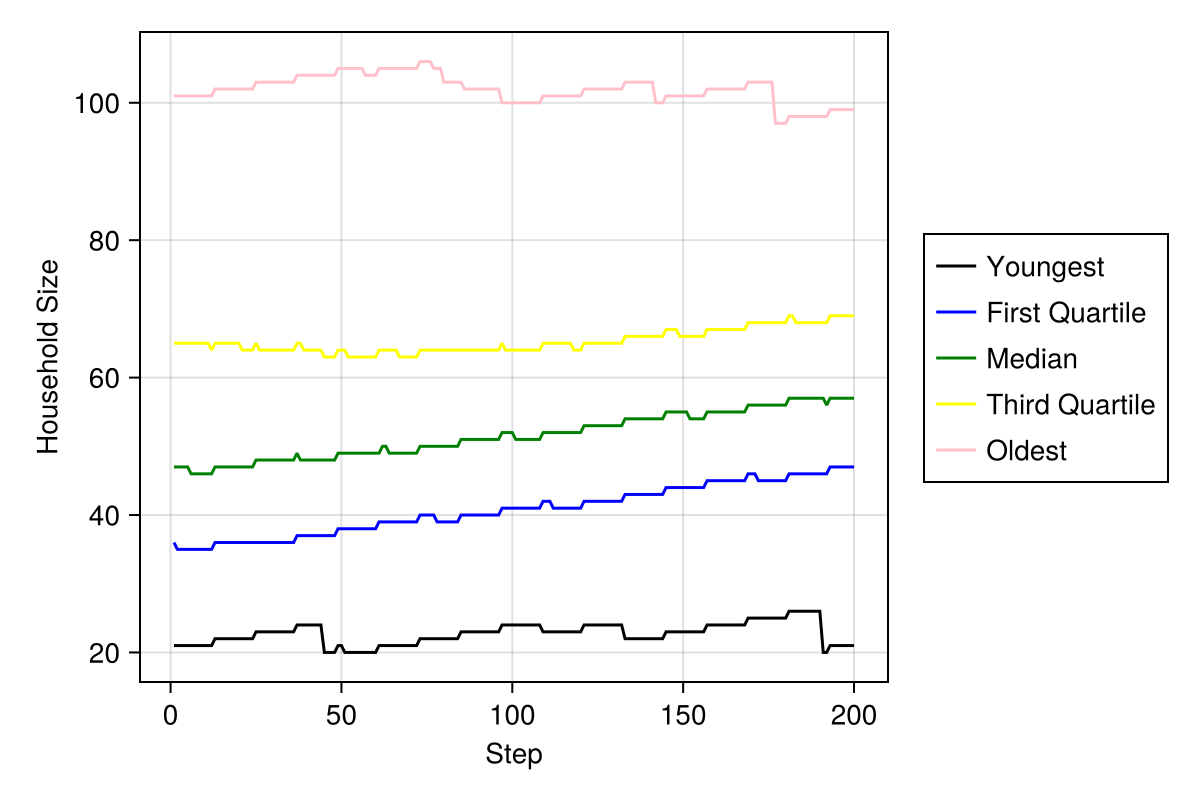 100
80
60
40
20
0
50
100
150
200
Household Size
Step
Youngest
First Quartile
Median
Third Quartile
Oldest